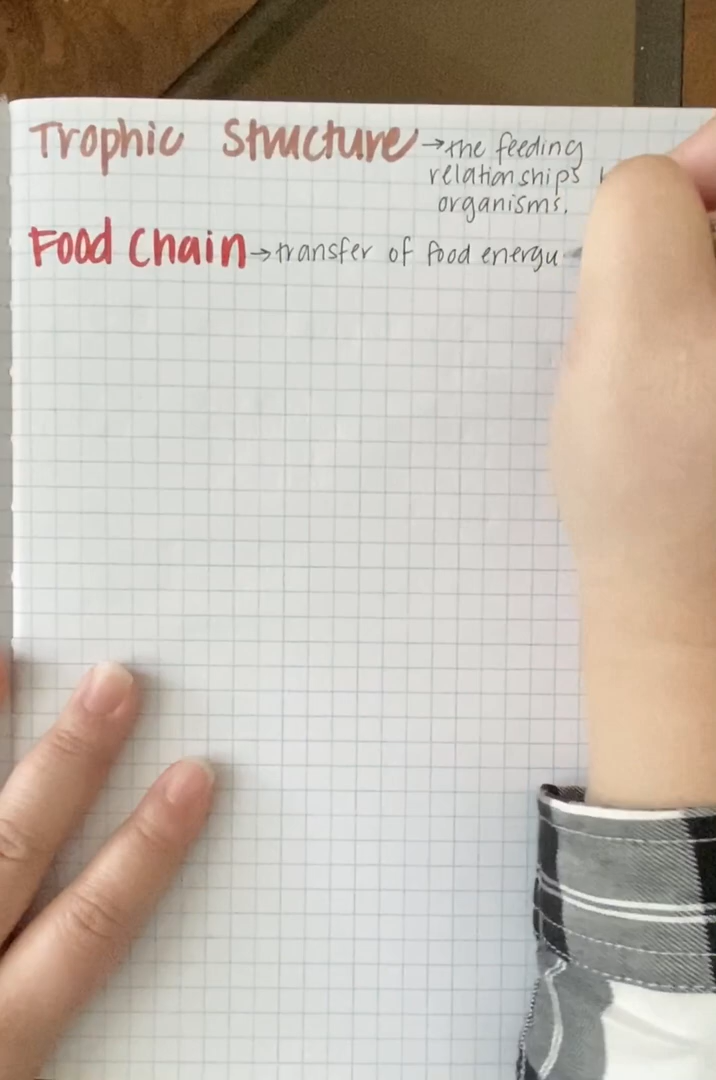 Trophic Structure → the feeding
relationships
organisms.
Food Chain → transfer of food energy